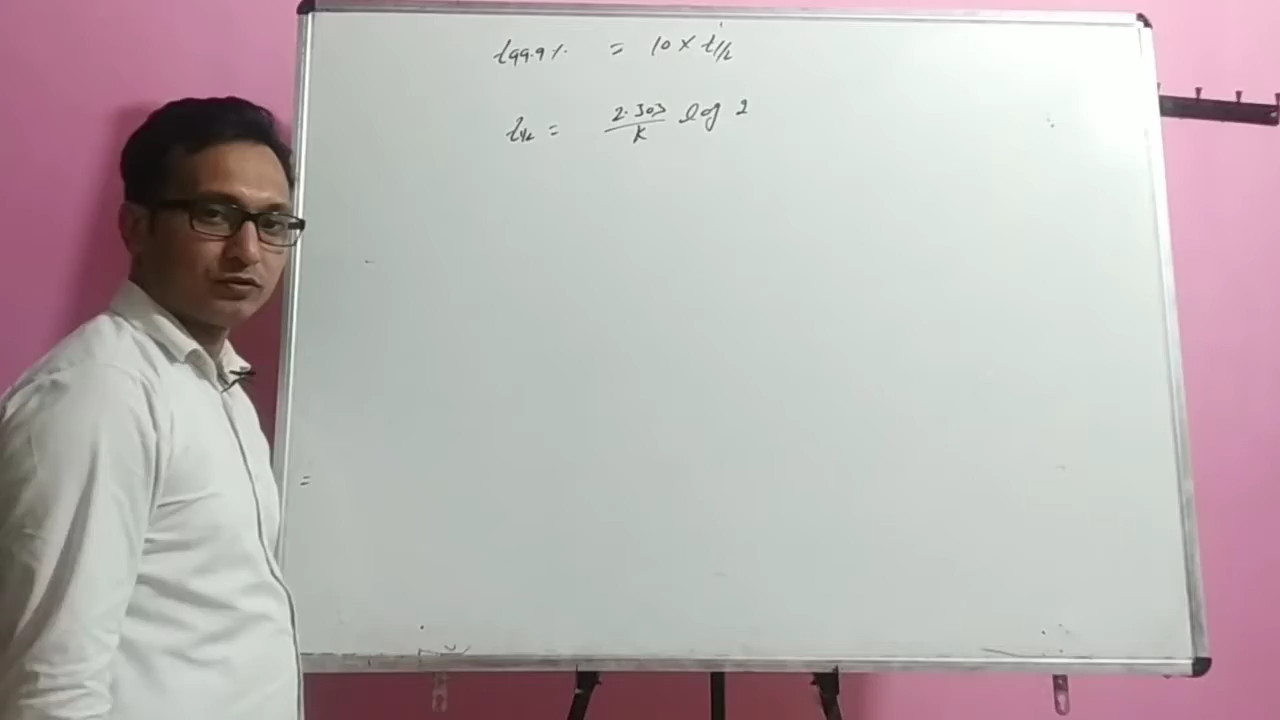 t99.9% = 10 × t1/2
t1/2 = 2.303/K log 2
=